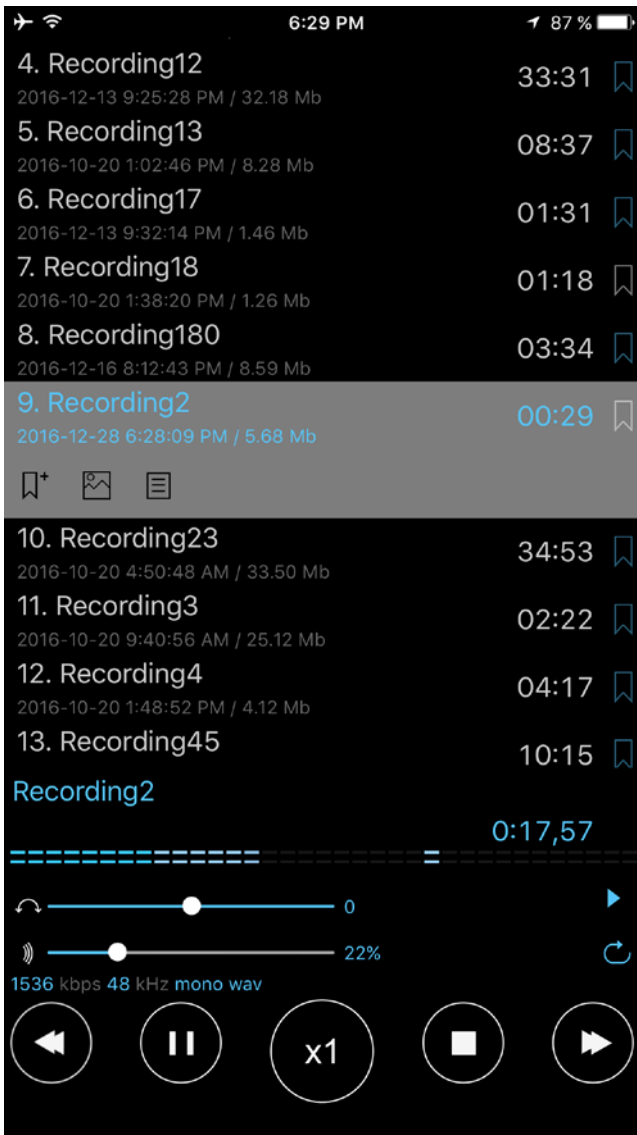 6:29 PM
87 %
4. Recording12
33:31
2016-12-13 9:25:28 PM / 32.18 Mb
5. Recording13
08:37
2016-10-20 1:02:46 PM / 8.28 Mb
6. Recording17
01:31
2016-12-13 9:32:14 PM / 1.46 Mb
7. Recording18
01:18
2016-10-20 1:38:20 PM / 1.26 Mb
8. Recording180
03:34
2016-12-16 8:12:43 PM / 8.59 Mb
9. Recording2
00:29
2016-12-28 6:28:09 PM / 5.68 Mb
10. Recording23
34:53
2016-10-20 4:50:48 AM / 33.50 Mb
11. Recording3
02:22
2016-10-20 9:40:56 AM / 25.12 Mb
12. Recording4
04:17
2016-10-20 1:48:52 PM / 4.12 Mb
13. Recording45
10:15
Recording2
0:17,57
0
22%
1536 kbps 48 kHz mono wav
x1